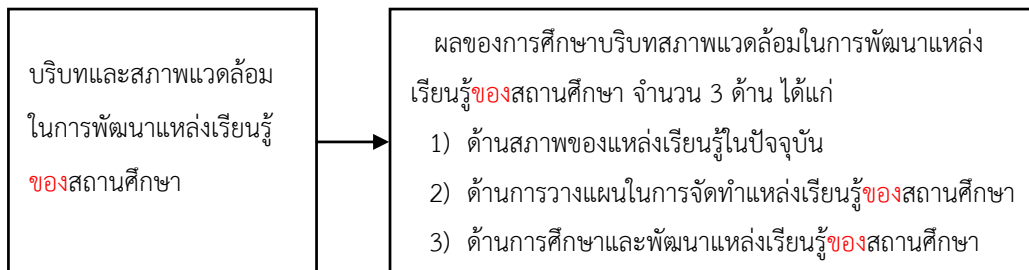 บริบทและสภาพแวดล้อม
ในการพัฒนาแหล่งเรียนรู้
ของสถานศึกษา
ผลของการศึกษาบริบทสภาพแวดล้อมในการพัฒนาแหล่ง
เรียนรู้ของสถานศึกษา จำนวน 3 ด้าน ได้แก่
1) ด้านสภาพของแหล่งเรียนรู้ในปัจจุบัน
2) ด้านการวางแผนในการจัดทำแหล่งเรียนรู้ของสถานศึกษา
3) ด้านการศึกษาและพัฒนาแหล่งเรียนรู้ของสถานศึกษา